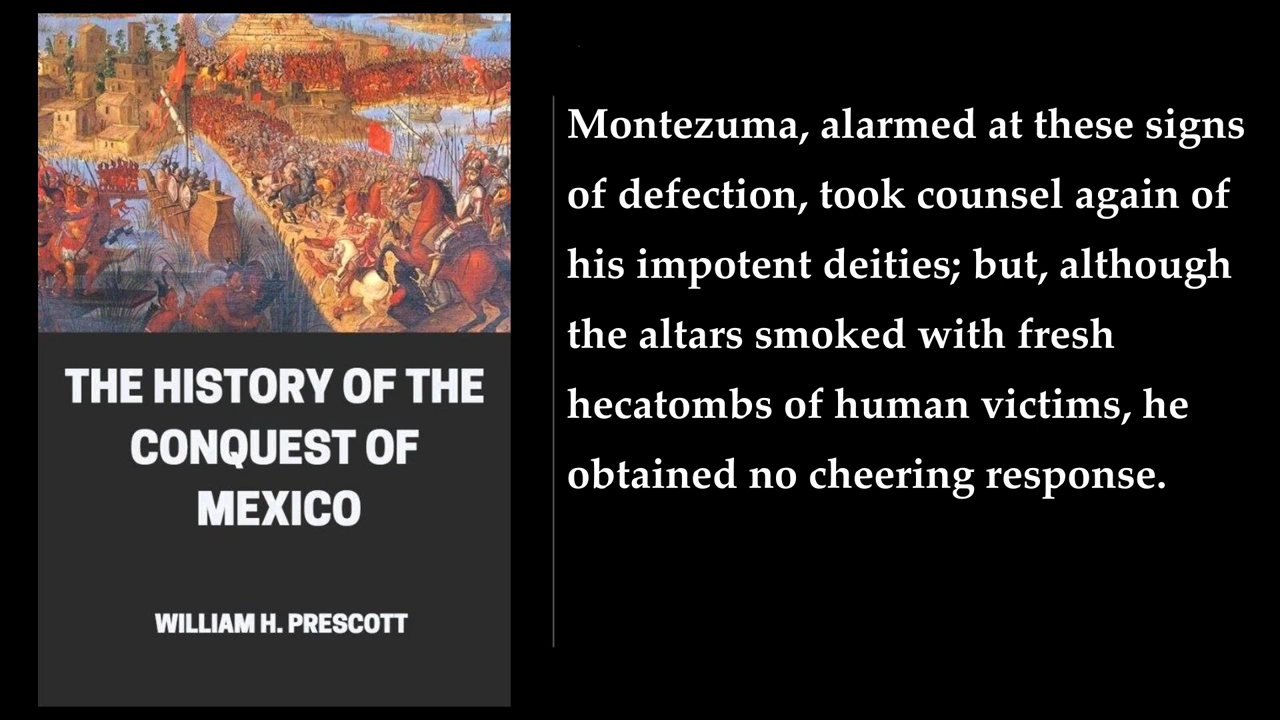 THE HISTORY OF THE
CONQUEST OF
MEXICO
WILLIAM H. PRESCOTT
Montezuma, alarmed at these signs
of defection, took counsel again of
his impotent deities; but, although
the altars smoked with fresh
hecatombs of human victims, he
obtained no cheering response.